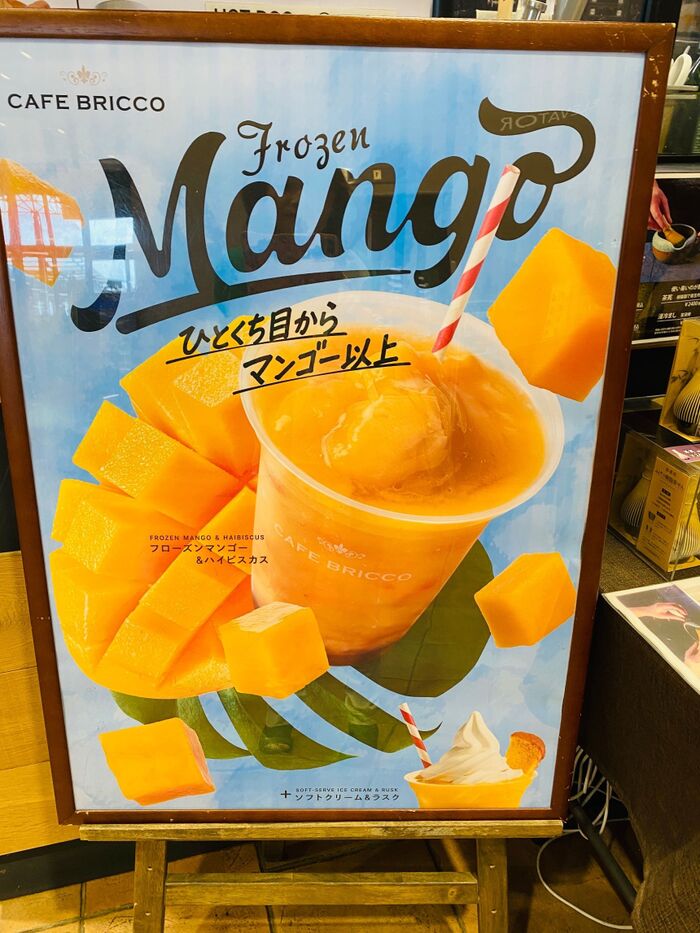 CAFE BRICCO
Frozen
Mango
ひとくち目から
マンゴー以上
FROZEN MANGO & HAIBISCUS
フローズンマンゴー
&ハイビスカス
CAFE BRICCO
+ SOFT-SERVE ICE CREAM & RUSK
ソフトクリーム&ラスク